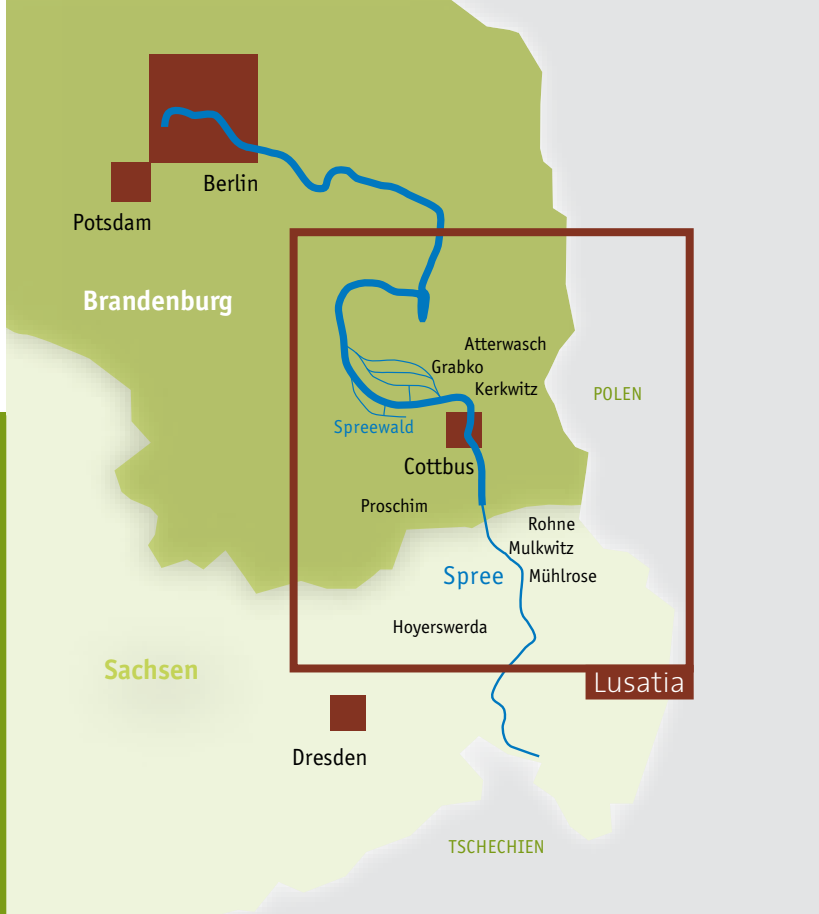 Berlin
Potsdam
Brandenburg
Atterwasch
Grabko
Kerkwitz
POLEN
Spreewald
Cottbus
Proschim
Rohne
Mulkwitz
Spree
Mühlrose
Hoyerswerda
Sachsen
Lusatia
Dresden
TSCHECHIEN